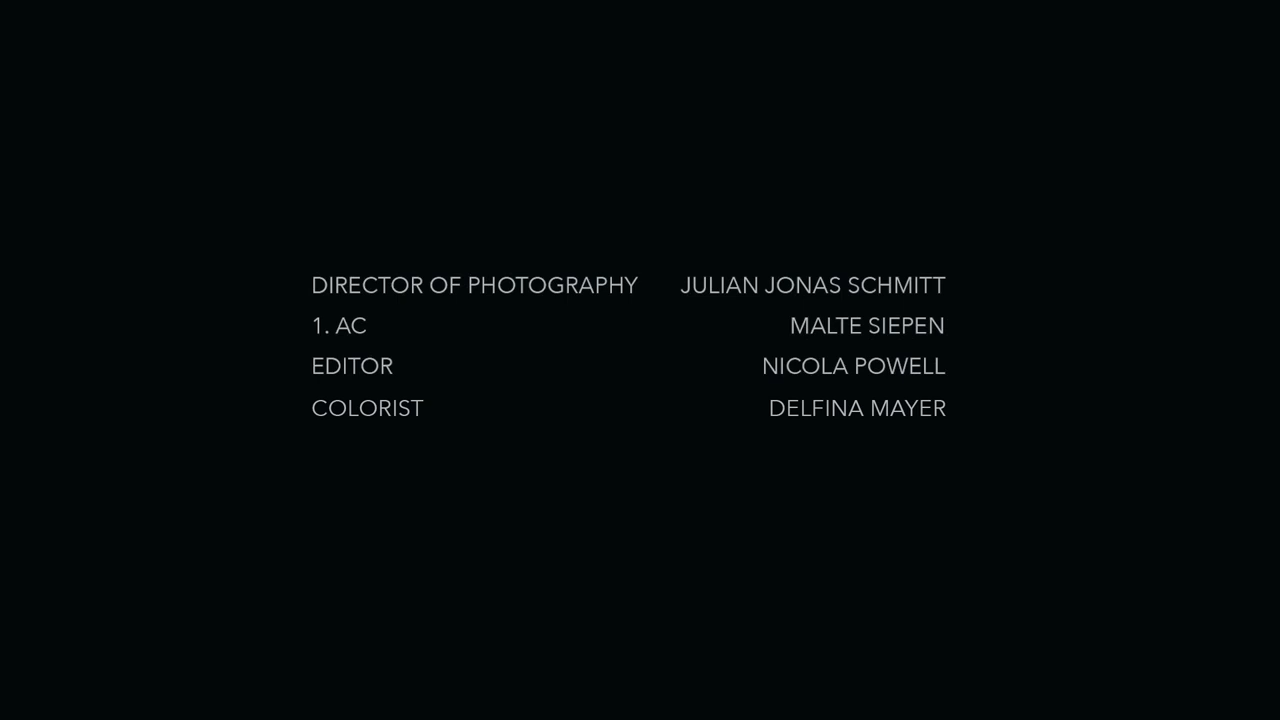 DIRECTOR OF PHOTOGRAPHY JULIAN JONAS SCHMITT
1. AC MALTE SIEPEN
EDITOR NICOLA POWELL
COLORIST DELFINA MAYER